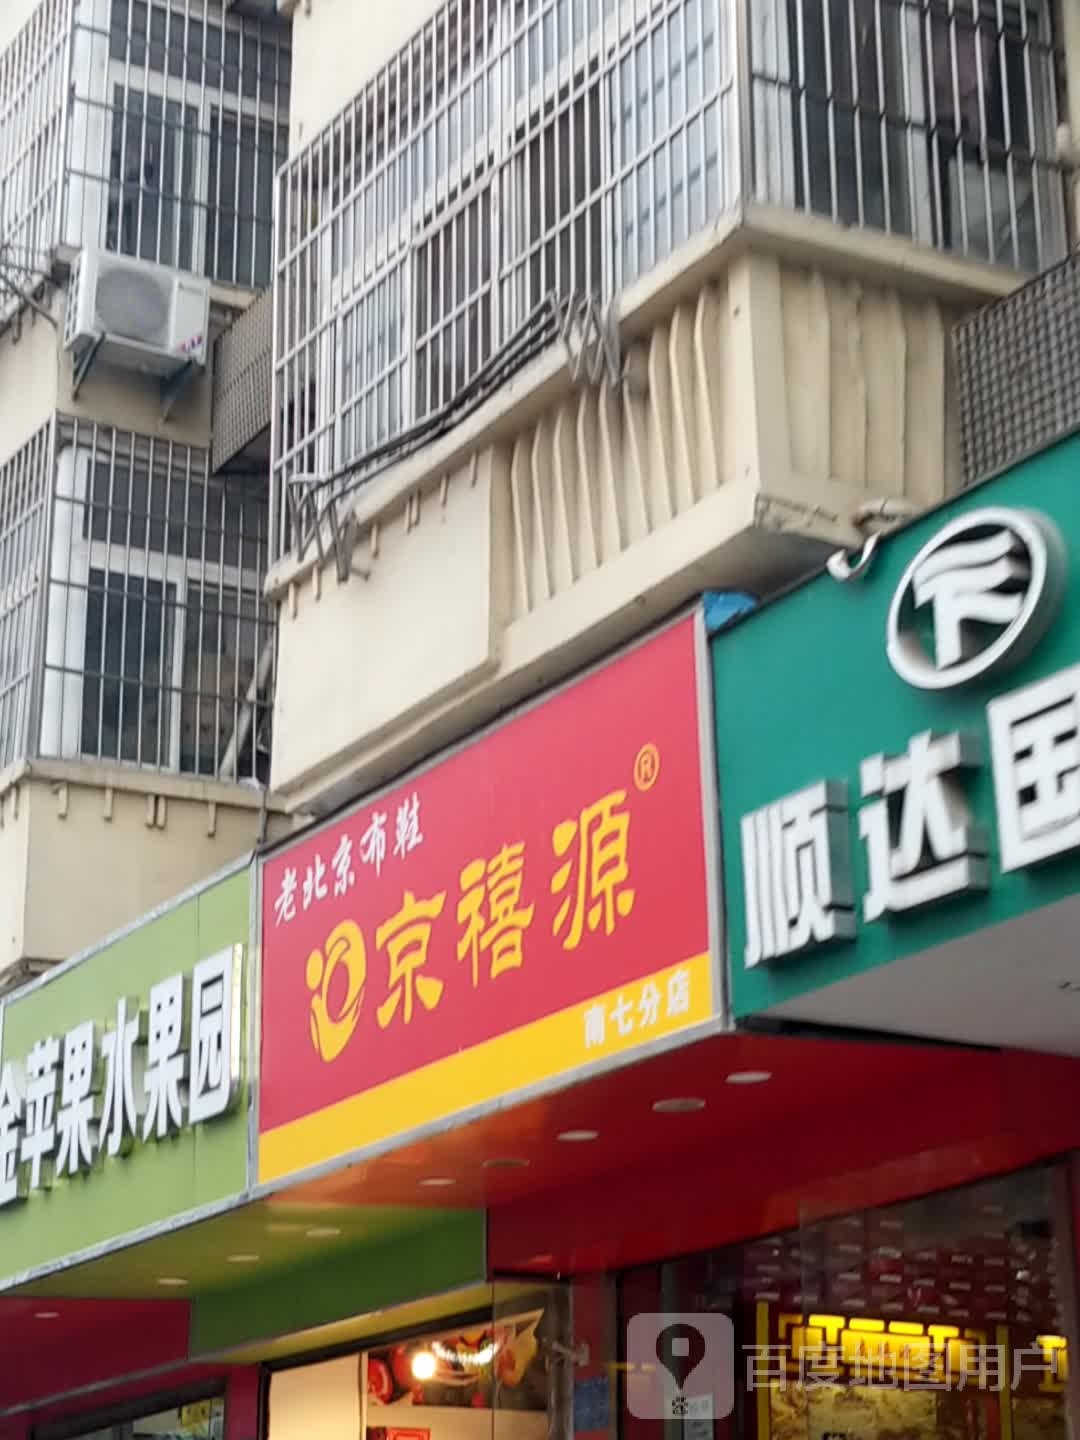 老北京布鞋
京禧源®
南七分店
金苹果水果园
顺达国
百度地图用户